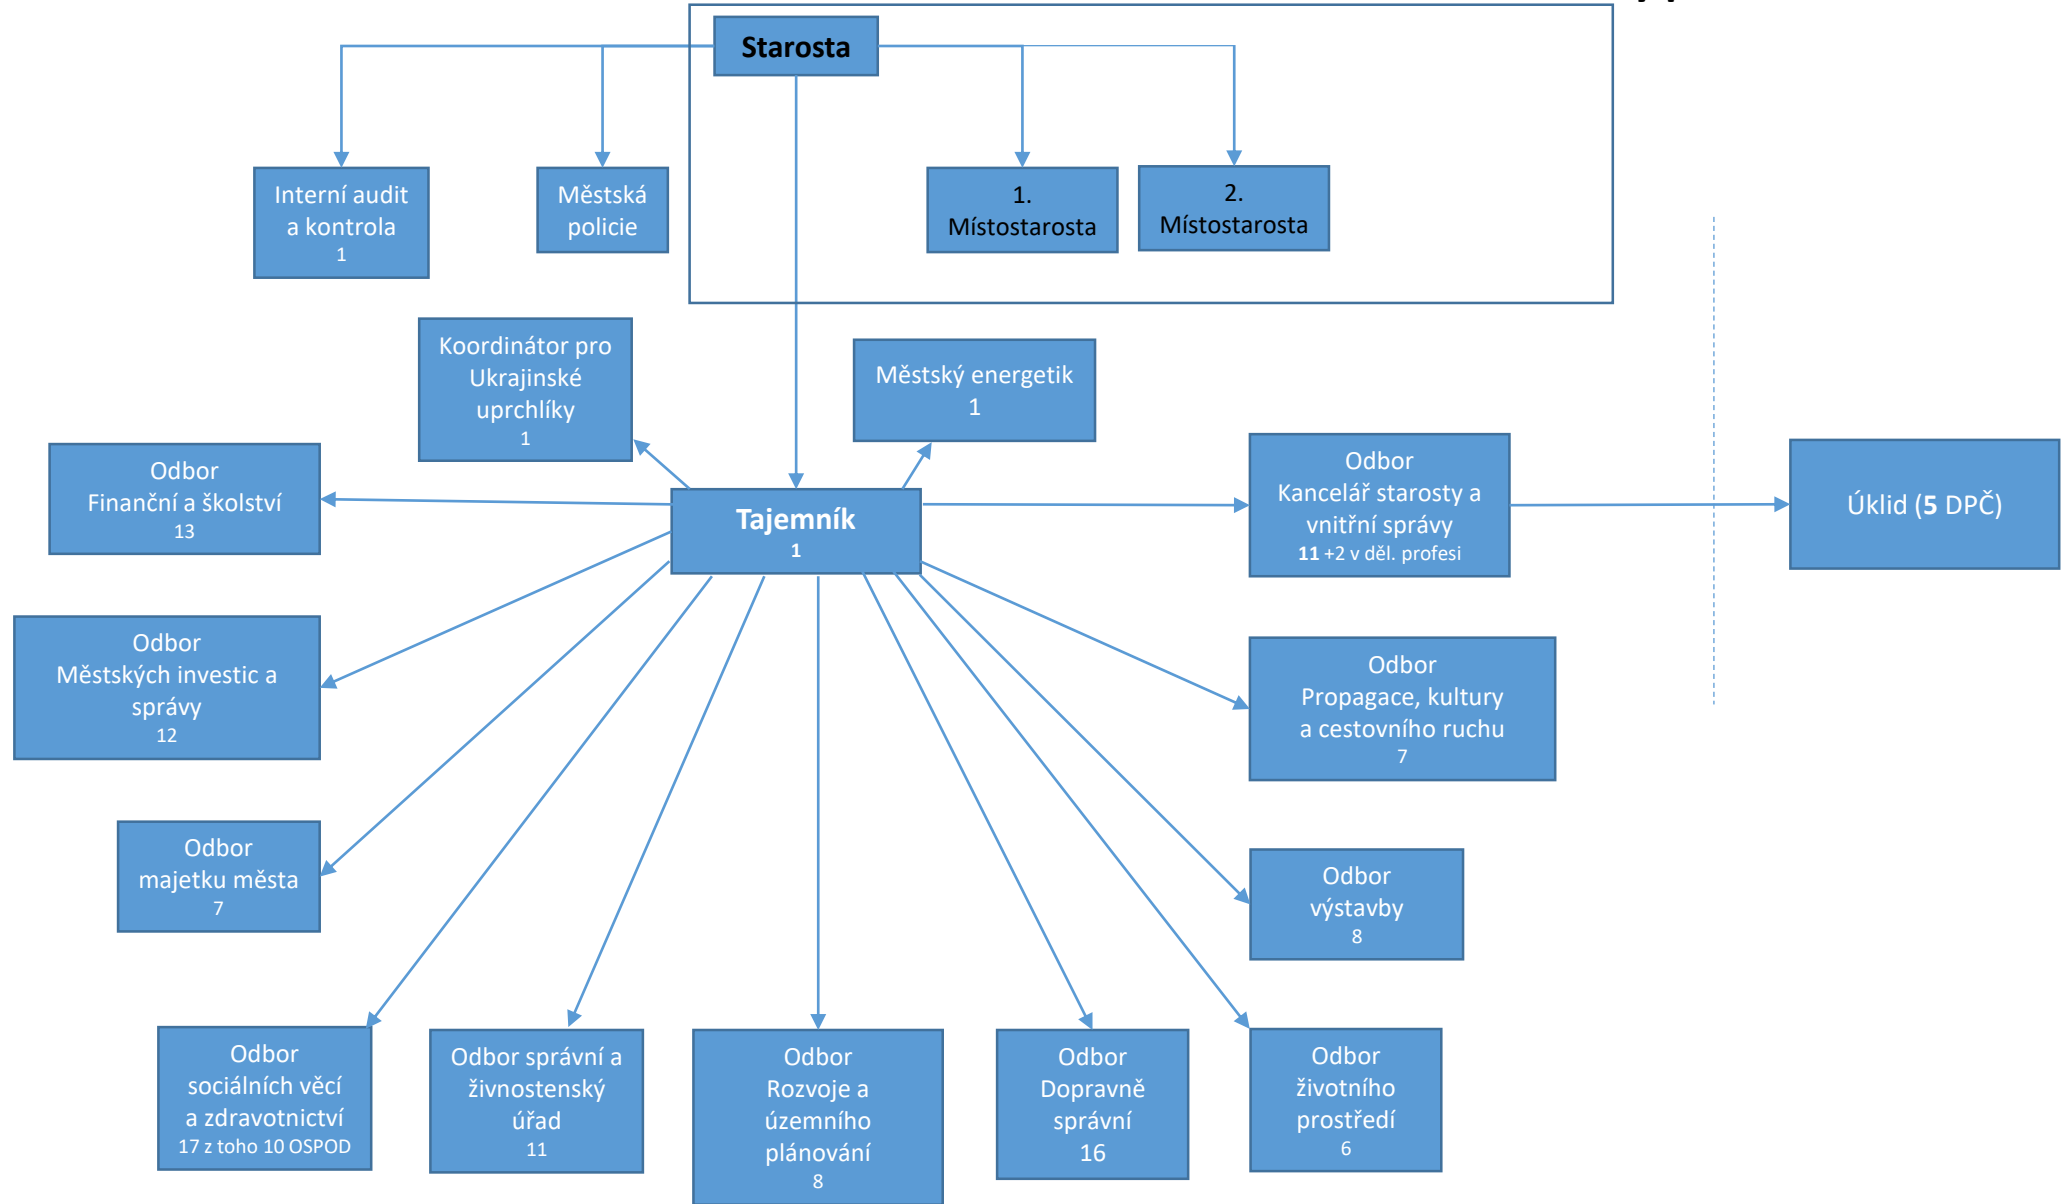 Starosta
Interní audit
a kontrola
1
Městská
policie
1.
Místostarosta
2.
Místostarosta
Koordinátor pro
Ukrajinské
uprchlíky
1
Městský energetik
1
Odbor
Finanční a školství
13
Tajemník
1
Odbor
Kancelář starosty a
vnitřní správy
11 +2 v děl. profesi
Úklid (5 DPČ)
Odbor
Městských investic a
správy
12
Odbor
Propagace, kultury
a cestovního ruchu
7
Odbor
majetku města
7
Odbor
výstavby
8
Odbor
sociálních věcí
a zdravotnictví
17 z toho 10 OSPOD
Odbor správní a
živnostenský
úřad
11
Odbor
Rozvoje a
územního
plánování
8
Odbor
Dopravně
správní
16
Odbor
životního
prostředí
6